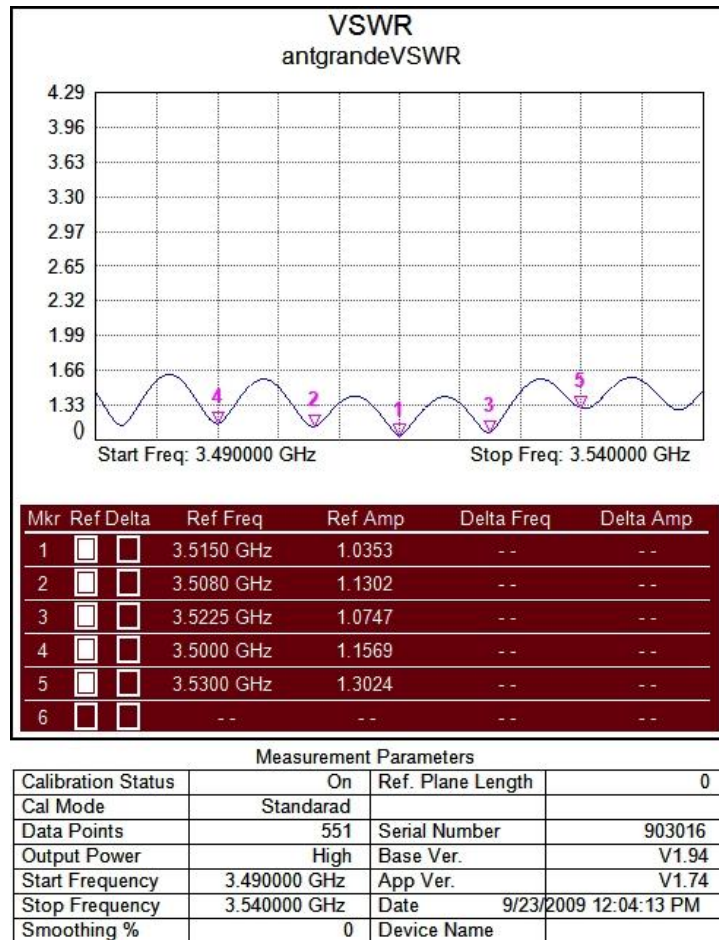 VSWR
antgrandeVSWR
4.29
3.96
3.63
3.30
2.97
2.65
2.32
1.99
1.66
1.33
0
4
2
1
3
5
Start Freq: 3.490000 GHz Stop Freq: 3.540000 GHz
Mkr Ref Delta Ref Freq Ref Amp Delta Freq Delta Amp
1 3.5150 GHz 1.0353 - - - -
2 3.5080 GHz 1.1302 - - - -
3 3.5225 GHz 1.0747 - - - -
4 3.5000 GHz 1.1569 - - - -
5 3.5300 GHz 1.3024 - - - -
6 - - - - - - - -
Measurement Parameters
Calibration Status On Ref. Plane Length 0
Cal Mode Standarad
Data Points 551 Serial Number 903016
Output Power High Base Ver. V1.94
Start Frequency 3.490000 GHz App Ver. V1.74
Stop Frequency 3.540000 GHz Date 9/23/2009 12:04:13 PM
Smoothing % 0 Device Name